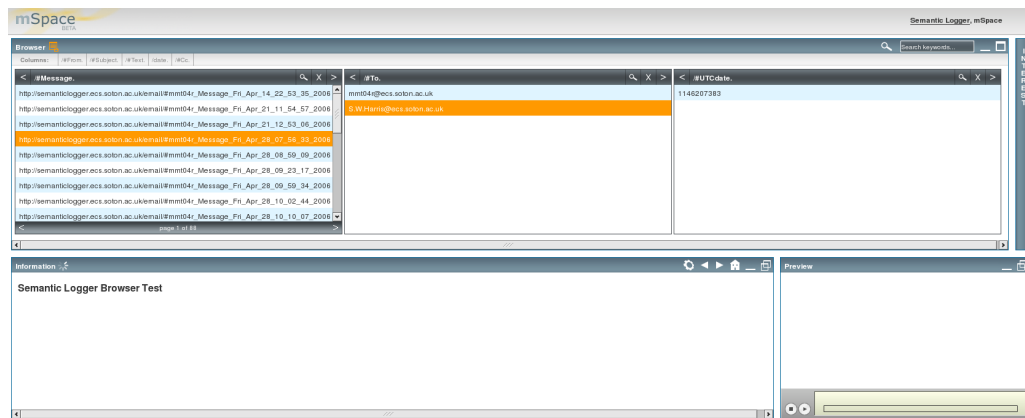 mSpace
BETA
Semantic Logger, mSpace
Browser
Search keywords...
Columns: /#From. /#Subject /#Text /date. /#Cc.
< /#Message. X >
< /#To. X >
< /#UTCdate. X >
http://semanticlogger.ecs.soton.ac.uk/email/#mmt04r_Message_Fri_Apr_14_22_53_35_2006
mmt04r@ecs.soton.ac.uk
1146207383
http://semanticlogger.ecs.soton.ac.uk/email/#mmt04r_Message_Fri_Apr_21_11_54_57_2006
S.W.Harris@ecs.soton.ac.uk
http://semanticlogger.ecs.soton.ac.uk/email/#mmt04r_Message_Fri_Apr_21_12_53_06_2006
http://semanticlogger.ecs.soton.ac.uk/email/#mmt04r_Message_Fri_Apr_28_07_56_33_2006
http://semanticlogger.ecs.soton.ac.uk/email/#mmt04r_Message_Fri_Apr_28_08_59_09_2006
http://semanticlogger.ecs.soton.ac.uk/email/#mmt04r_Message_Fri_Apr_28_09_23_17_2006
http://semanticlogger.ecs.soton.ac.uk/email/#mmt04r_Message_Fri_Apr_28_09_59_34_2006
http://semanticlogger.ecs.soton.ac.uk/email/#mmt04r_Message_Fri_Apr_28_10_02_44_2006
http://semanticlogger.ecs.soton.ac.uk/email/#mmt04r_Message_Fri_Apr_28_10_10_07_2006
< page 1 of 69 >
INTEREST
Information
Semantic Logger Browser Test
Preview